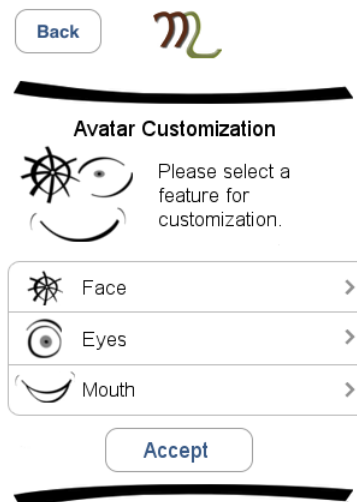 Back
Avatar Customization
Please select a
feature for
customization.
Face
Eyes
Mouth
Accept